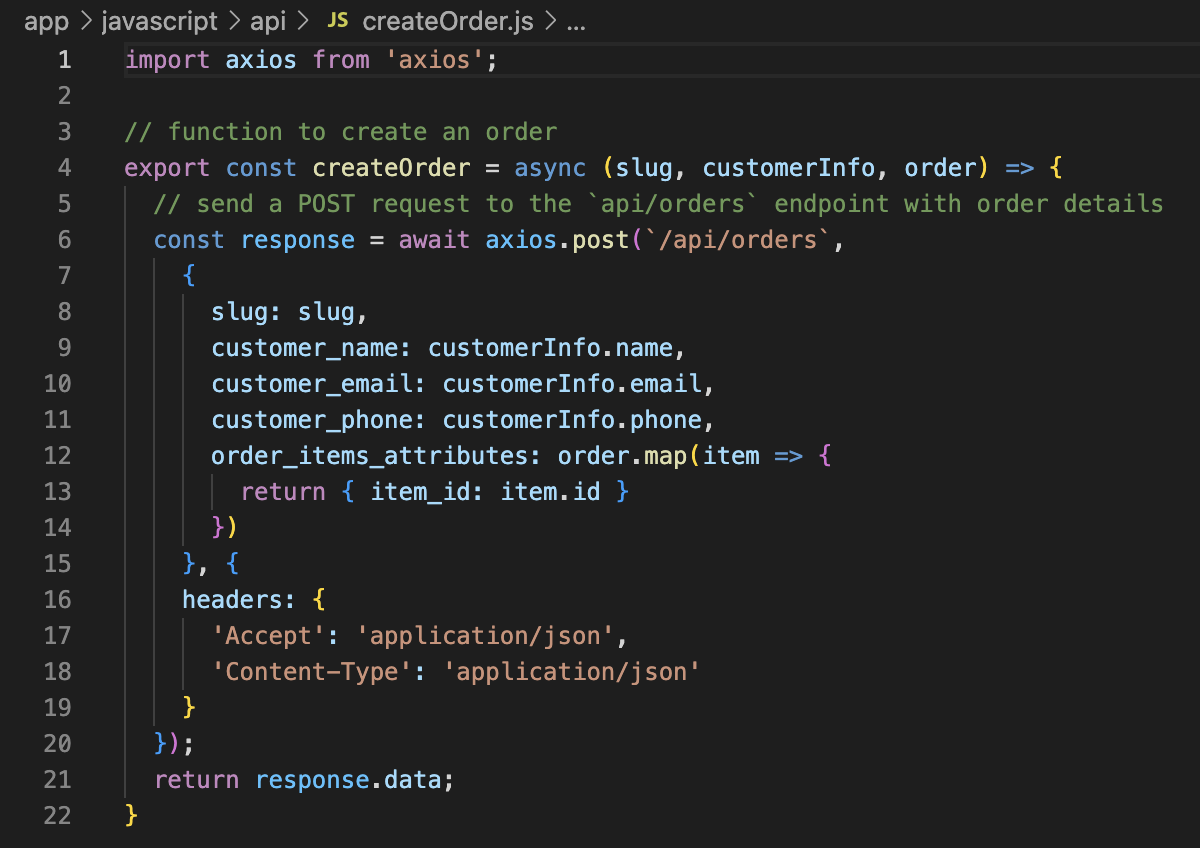 app > javascript > api > JS createOrder.js > ...
1 import axios from 'axios';
2
3 // function to create an order
4 export const createOrder = async (slug, customerInfo, order) => {
5   // send a POST request to the `api/orders` endpoint with order details
6   const response = await axios.post(`/api/orders`,
7     {
8       slug: slug,
9       customer_name: customerInfo.name,
10       customer_email: customerInfo.email,
11       customer_phone: customerInfo.phone,
12       order_items_attributes: order.map(item => {
13         return { item_id: item.id }
14       })
15     }, {
16     headers: {
17       'Accept': 'application/json',
18       'Content-Type': 'application/json'
19     }
20   });
21   return response.data;
22 }